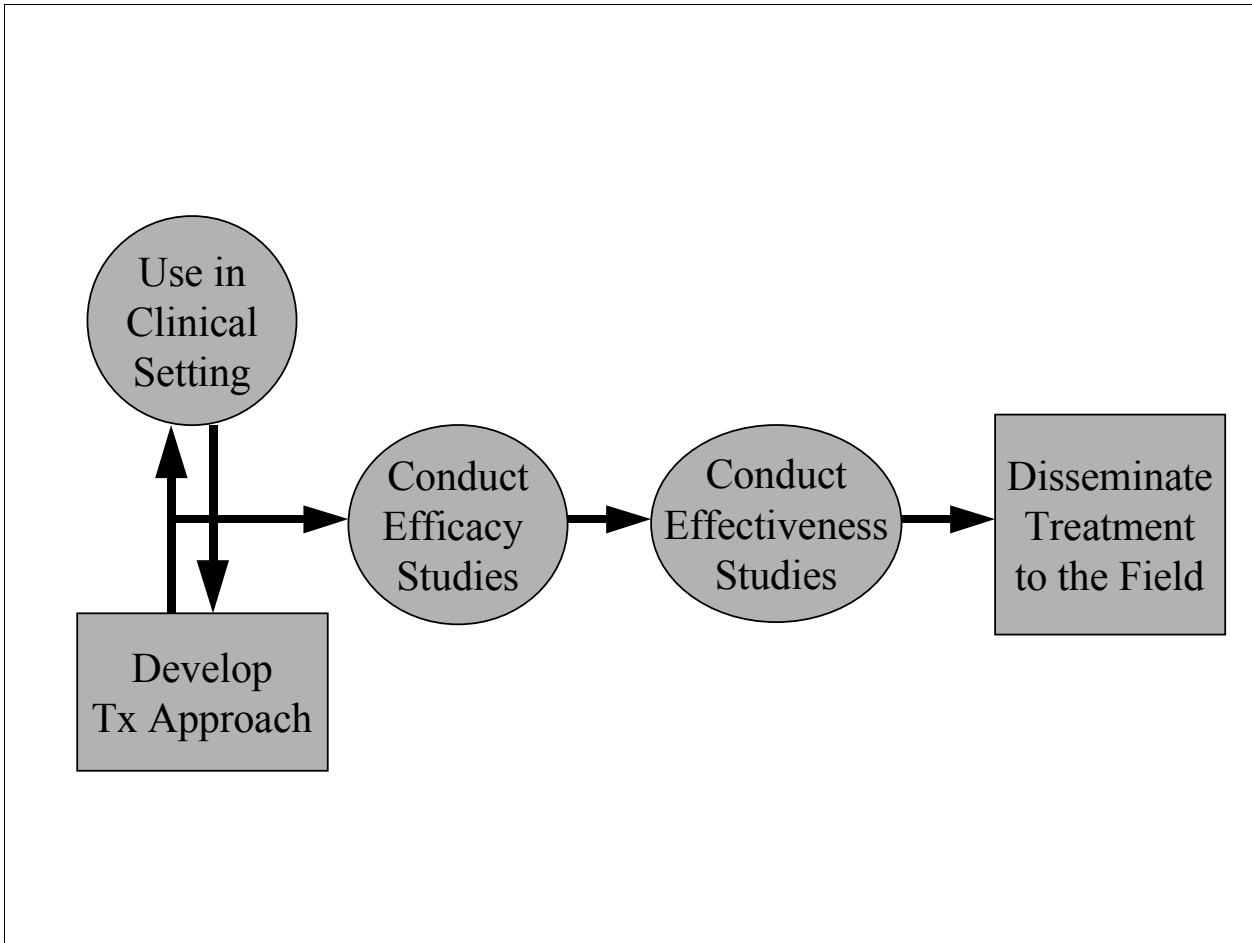 Use in
Clinical
Setting
Develop
Tx Approach
Conduct
Efficacy
Studies
Conduct
Effectiveness
Studies
Disseminate
Treatment
to the Field